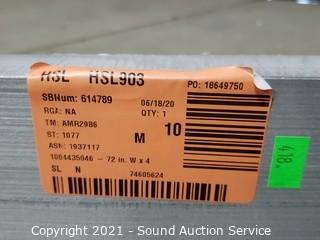 HSL HSL903
PO: 18649750
SBNum: 614789
06/18/20
RGA: NA
QTY: 1
TM: AMR2986
ST: 1077
M
10
ASN: 1937117
1004435046 - 72 in. W x 4
SL N
74605624
418.
Copyright 2021 - Sound Auction Service